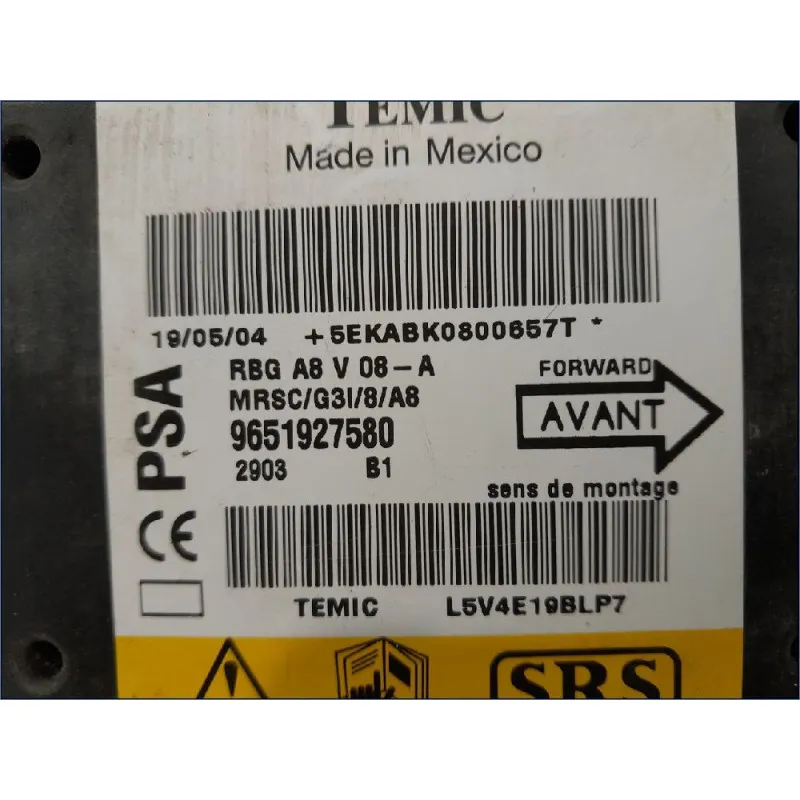 TEMIC
Made in Mexico
19/05/04 +5EKABK0800657T *
RBG A8 V 08-A
MRSC/G3I/8/A8
9651927580
2903 B1
PSA
CE
FORWARD
AVANT
sens de montage
TEMIC L5V4E19BLP7
SRS